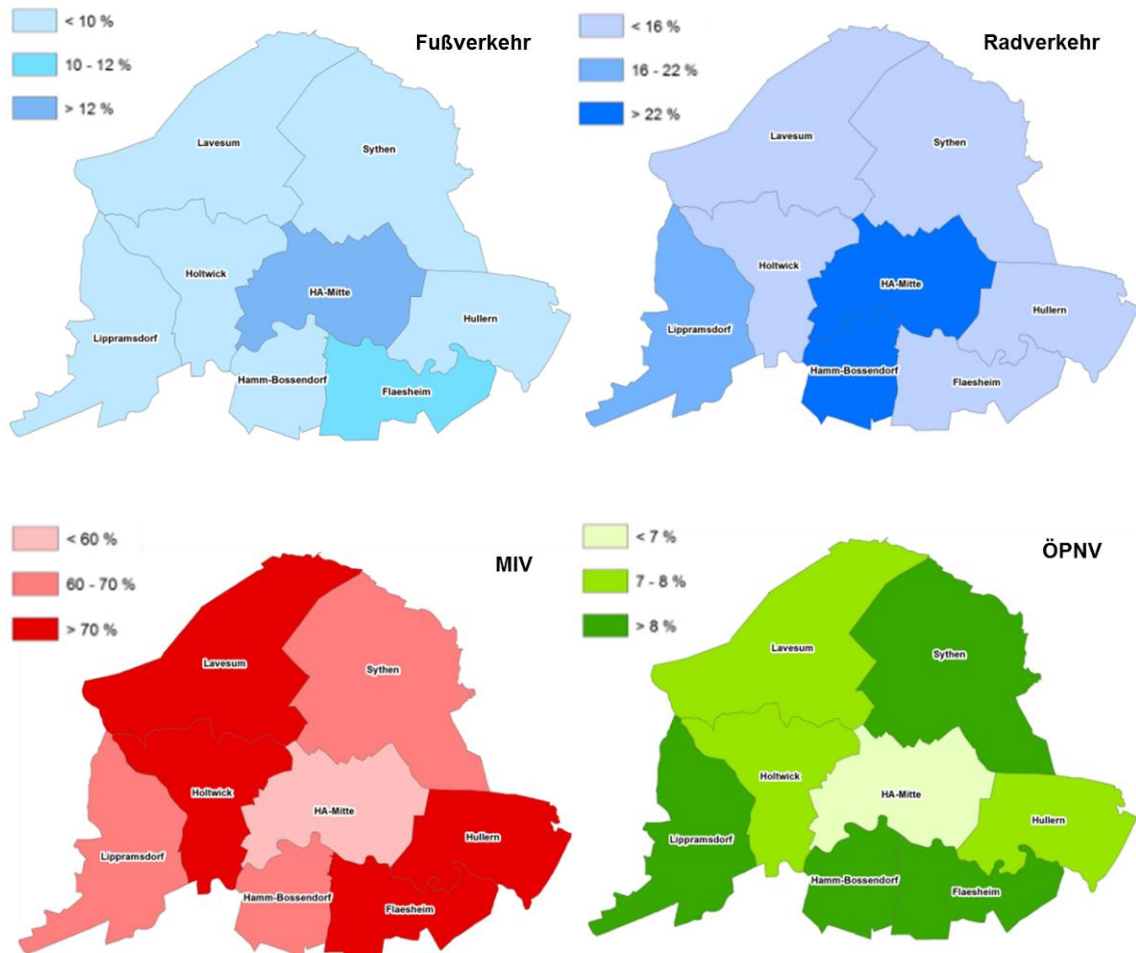 Fußverkehr
< 10 %
10 - 12 %
> 12 %
Lavesum
Sythen
Holtwick
HA-Mitte
Hullern
Lippramsdorf
Hamm-Bossendorf
Flaesheim
Radverkehr
< 16 %
16 - 22 %
> 22 %
Lavesum
Sythen
Holtwick
HA-Mitte
Hullern
Lippramsdorf
Hamm-Bossendorf
Flaesheim
MIV
< 60 %
60 - 70 %
> 70 %
Lavesum
Sythen
Holtwick
HA-Mitte
Hullern
Lippramsdorf
Hamm-Bossendorf
Flaesheim
ÖPNV
< 7 %
7 - 8 %
> 8 %
Lavesum
Sythen
Holtwick
HA-Mitte
Hullern
Lippramsdorf
Hamm-Bossendorf
Flaesheim